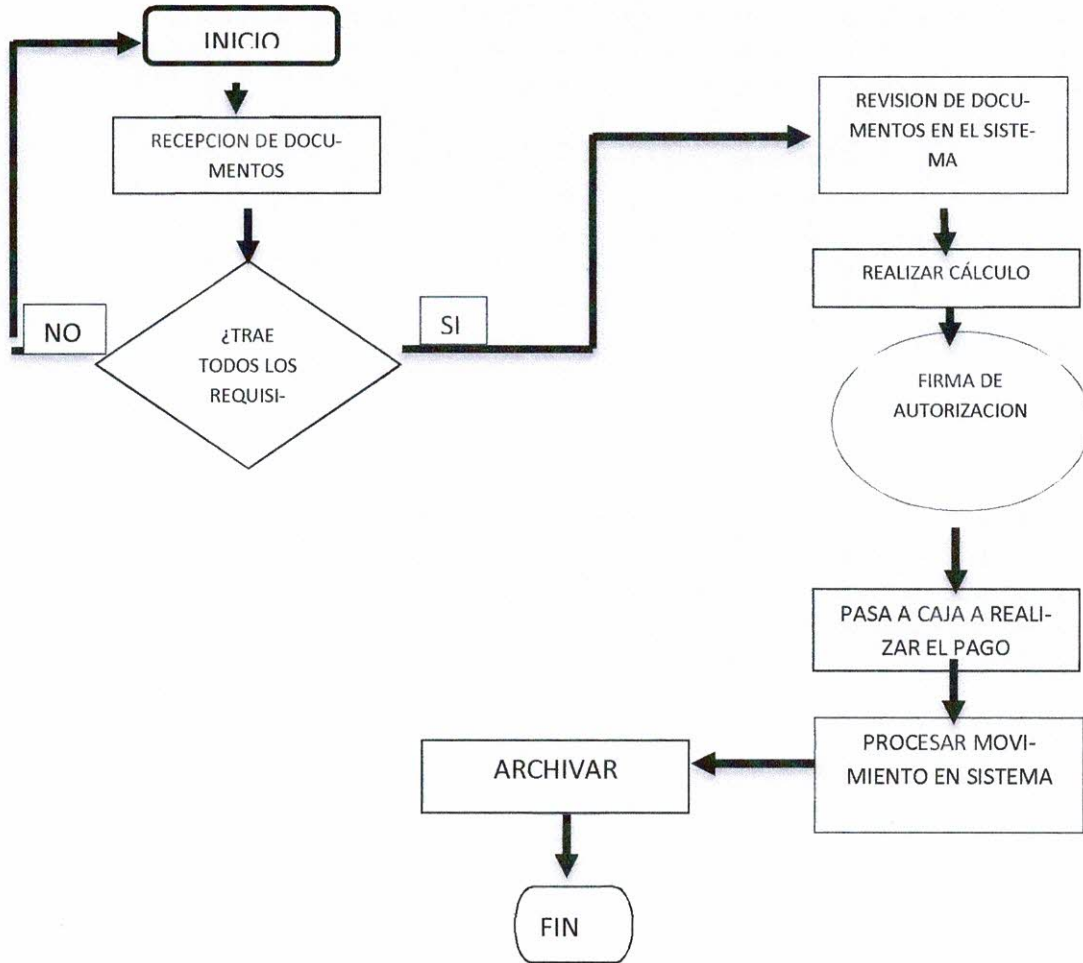 INICIO
RECEPCION DE DOCU-
MENTOS
¿TRAE
TODOS LOS
REQUISI-
NO
SI
REVISION DE DOCU-
MENTOS EN EL SISTE-
MA
REALIZAR CÁLCULO
FIRMA DE
AUTORIZACION
PASA A CAJA A REALI-
ZAR EL PAGO
PROCESAR MOVI-
MIENTO EN SISTEMA
ARCHIVAR
FIN